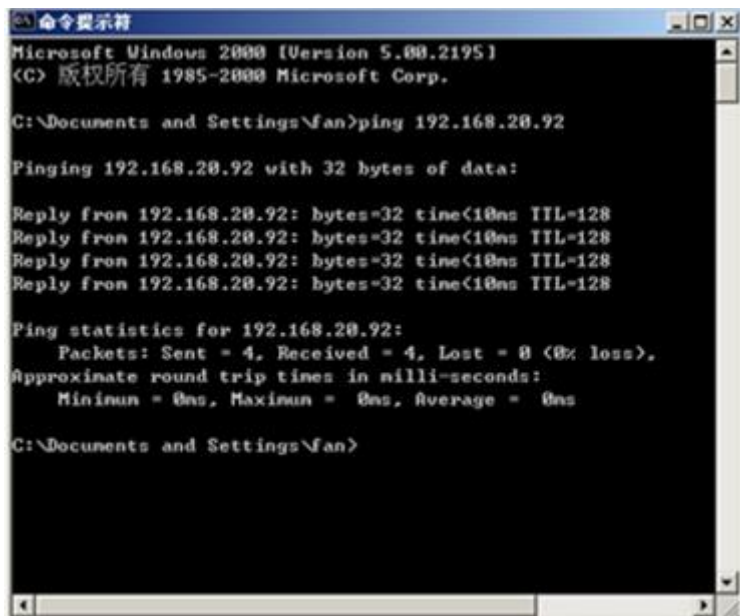 命令提示符
Microsoft Windows 2000 [Version 5.00.2195]
(C) 版权所有 1985-2000 Microsoft Corp.
C:\Documents and Settings\fan>ping 192.168.20.92
Pinging 192.168.20.92 with 32 bytes of data:
Reply from 192.168.20.92: bytes=32 time<10ms TTL=128
Reply from 192.168.20.92: bytes=32 time<10ms TTL=128
Reply from 192.168.20.92: bytes=32 time<10ms TTL=128
Reply from 192.168.20.92: bytes=32 time<10ms TTL=128
Ping statistics for 192.168.20.92:
Packets: Sent = 4, Received = 4, Lost = 0 (0% loss),
Approximate round trip times in milli-seconds:
Minimum = 0ms, Maximum =  0ms, Average =  0ms
C:\Documents and Settings\fan>